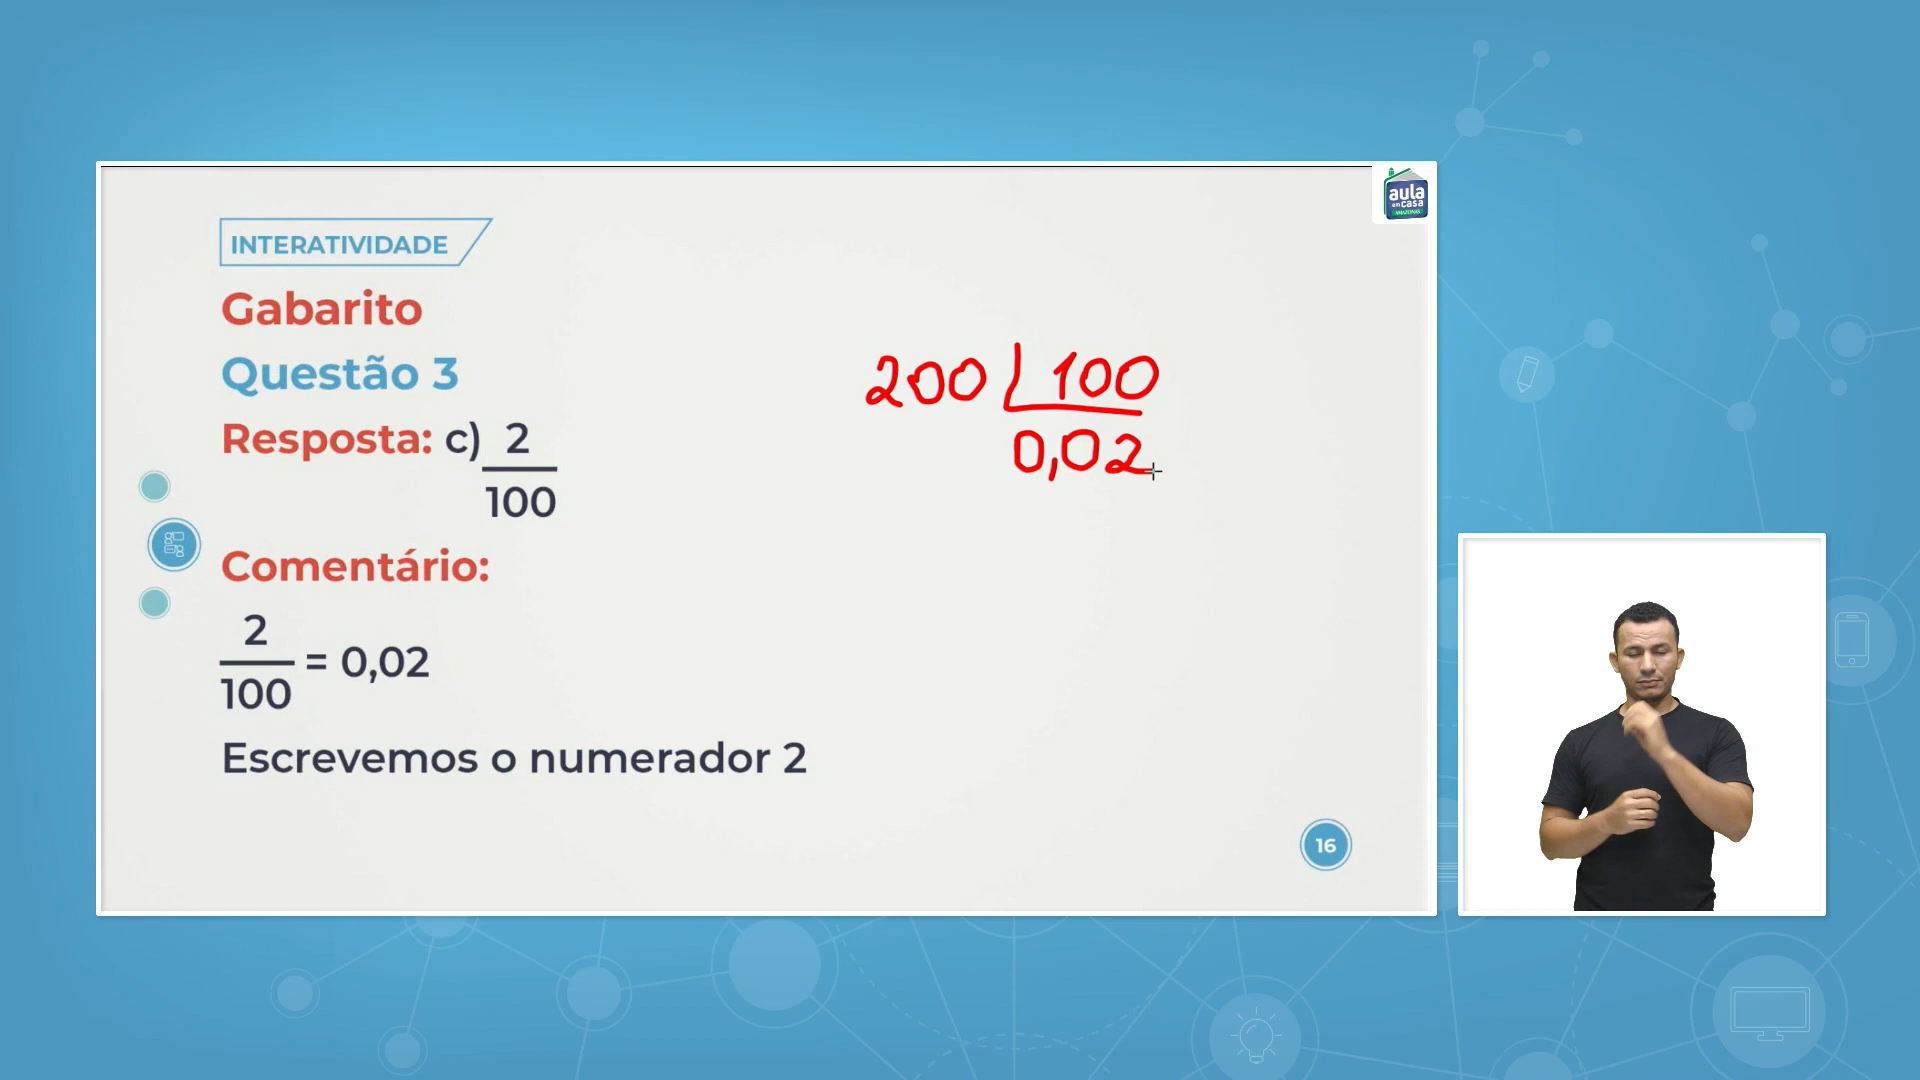 aula
em casa
AMAZONAS
INTERATIVIDADE
Gabarito
Questão 3
Resposta: c) 2
100
200 100
0,02
Comentário:
2
100
= 0,02
Escrevemos o numerador 2
16